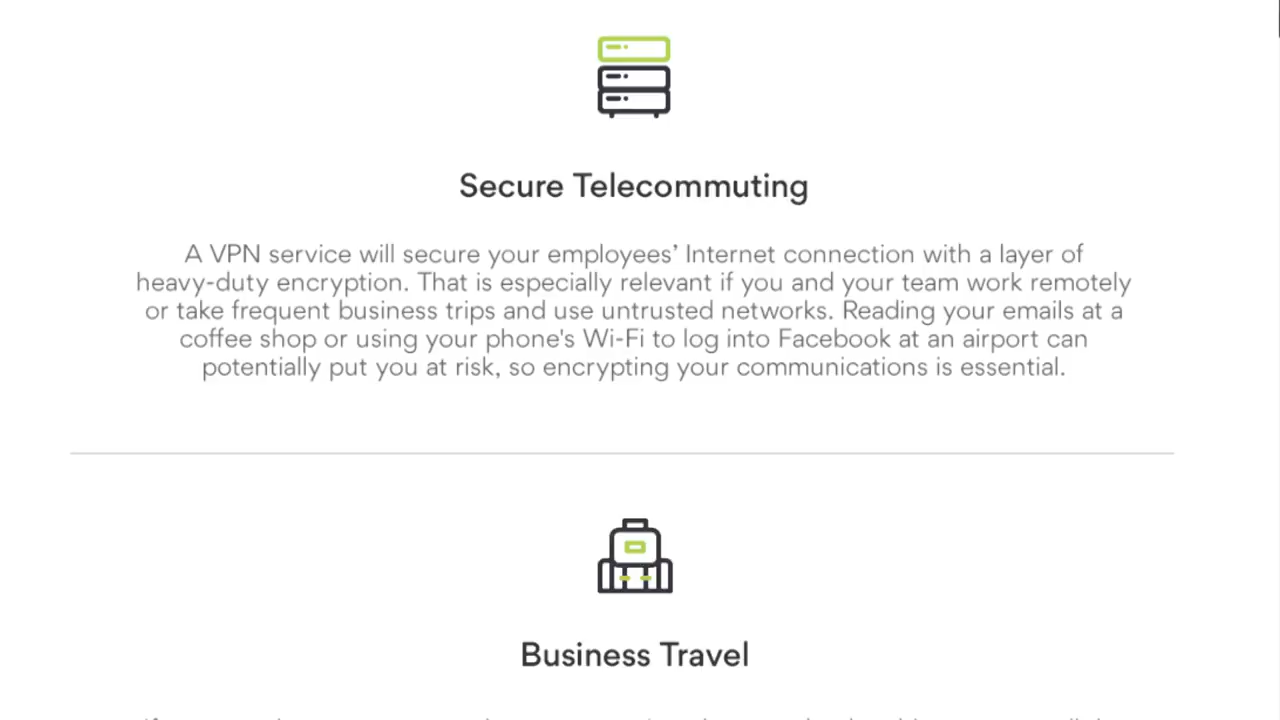 Secure Telecommuting
A VPN service will secure your employees’ Internet connection with a layer of
heavy-duty encryption. That is especially relevant if you and your team work remotely
or take frequent business trips and use untrusted networks. Reading your emails at a
coffee shop or using your phone's Wi-Fi to log into Facebook at an airport can
potentially put you at risk, so encrypting your communications is essential.
Business Travel